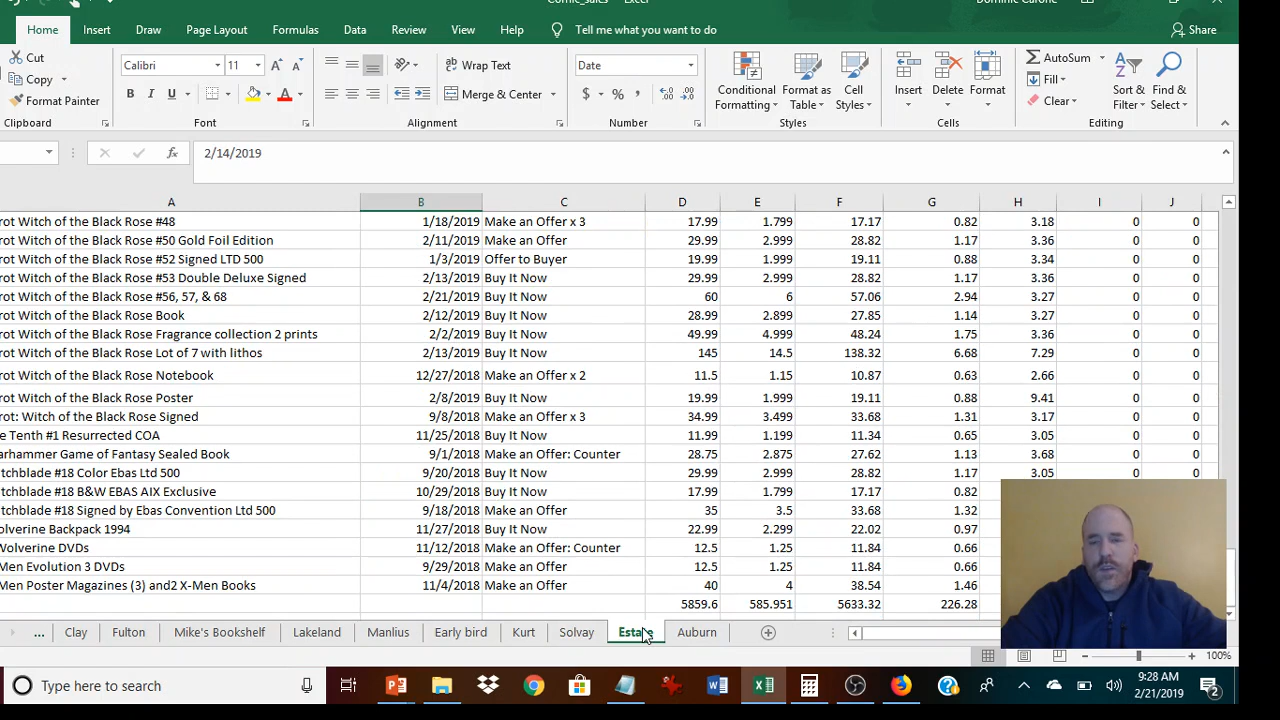 Comic_sales - Excel
Dominic Carone
Home Insert Draw Page Layout Formulas Data Review View Help Tell me what you want to do Share
Cut
Copy
Format Painter
Clipboard
Calibri 11 A A
B I U A
Font
Wrap Text
Merge & Center
Alignment
Date
$ % ,
Number
Conditional Formatting
Format as Table
Cell Styles
Styles
Insert Delete Format
Cells
AutoSum
Fill
Clear
Sort & Filter
Find & Select
Editing
fx 2/14/2019
A B C D E F G H I J
rot Witch of the Black Rose #48 1/18/2019 Make an Offer x 3 17.99 1.799 17.17 0.82 3.18 0 0
rot Witch of the Black Rose #50 Gold Foil Edition 2/11/2019 Make an Offer 29.99 2.999 28.82 1.17 3.36 0 0
rot Witch of the Black Rose #52 Signed LTD 500 1/3/2019 Offer to Buyer 19.99 1.999 19.11 0.88 3.34 0 0
rot Witch of the Black Rose #53 Double Deluxe Signed 2/13/2019 Buy It Now 29.99 2.999 28.82 1.17 3.36 0 0
rot Witch of the Black Rose #56, 57, & 68 2/21/2019 Buy It Now 60 6 57.06 2.94 3.27 0 0
rot Witch of the Black Rose Book 2/12/2019 Buy It Now 28.99 2.899 27.85 1.14 3.27 0 0
rot Witch of the Black Rose Fragrance collection 2 prints 2/2/2019 Buy It Now 49.99 4.999 48.24 1.75 3.36 0 0
rot Witch of the Black Rose Lot of 7 with lithos 2/13/2019 Buy It Now 145 14.5 138.32 6.68 7.29 0 0
rot Witch of the Black Rose Notebook 12/27/2018 Make an Offer x 2 11.5 1.15 10.87 0.63 2.66 0 0
rot Witch of the Black Rose Poster 2/8/2019 Buy It Now 19.99 1.999 19.11 0.88 9.41 0 0
rot: Witch of the Black Rose Signed 9/8/2018 Make an Offer x 3 34.99 3.499 33.68 1.31 3.17 0 0
e Tenth #1 Resurrected COA 11/25/2018 Buy It Now 11.99 1.199 11.34 0.65 3.05 0 0
arhammer Game of Fantasy Sealed Book 9/1/2018 Make an Offer: Counter 28.75 2.875 27.62 1.13 3.68 0 0
itchblade #18 Color Ebas Ltd 500 9/20/2018 Buy It Now 29.99 2.999 28.82 1.17 3.05 0 0
itchblade #18 B&W EBAS AIX Exclusive 10/29/2018 Buy It Now 17.99 1.799 17.17 0.82
itchblade #18 Signed by Ebas Convention Ltd 500 9/18/2018 Make an Offer 35 3.5 33.68 1.32
olverine Backpack 1994 11/27/2018 Buy It Now 22.99 2.299 22.02 0.97
Wolverine DVDs 11/12/2018 Make an Offer: Counter 12.5 1.25 11.84 0.66
Men Evolution 3 DVDs 9/29/2018 Make an Offer 12.5 1.25 11.84 0.66
Men Poster Magazines (3) and2 X-Men Books 11/4/2018 Make an Offer 40 4 38.54 1.46
5859.6 585.951 5633.32 226.28
... Clay Fulton Mike's Bookshelf Lakeland Manlius Early bird Kurt Solvay Estate Auburn
100%
Type here to search
9:28 AM
2/21/2019
2